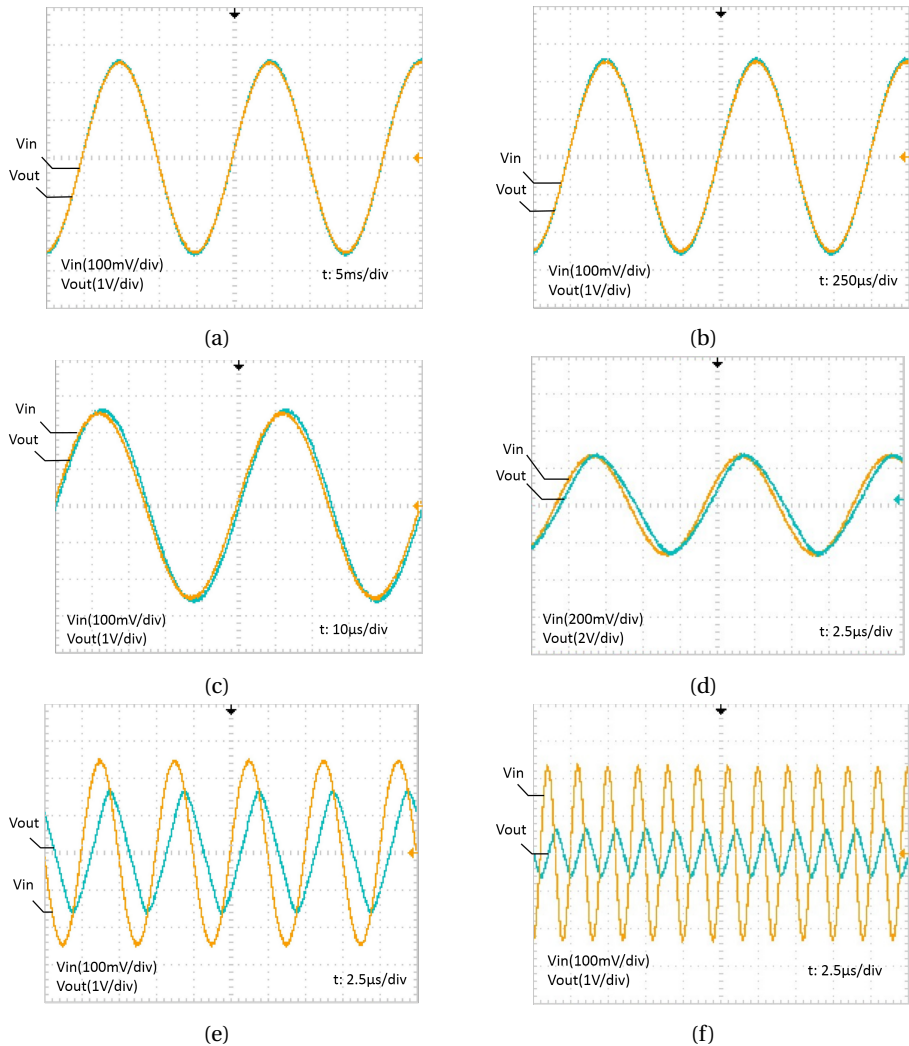 Vin
Vout
Vin(100mV/div)
Vout(1V/div)
t: 5ms/div
(a)
Vin
Vout
Vin(100mV/div)
Vout(1V/div)
t: 250µs/div
(b)
Vin
Vout
Vin(100mV/div)
Vout(1V/div)
t: 10µs/div
(c)
Vin
Vout
Vin(200mV/div)
Vout(2V/div)
t: 2.5µs/div
(d)
Vout
Vin
Vin(100mV/div)
Vout(1V/div)
t: 2.5µs/div
(e)
Vin
Vout
Vin(100mV/div)
Vout(1V/div)
t: 2.5µs/div
(f)